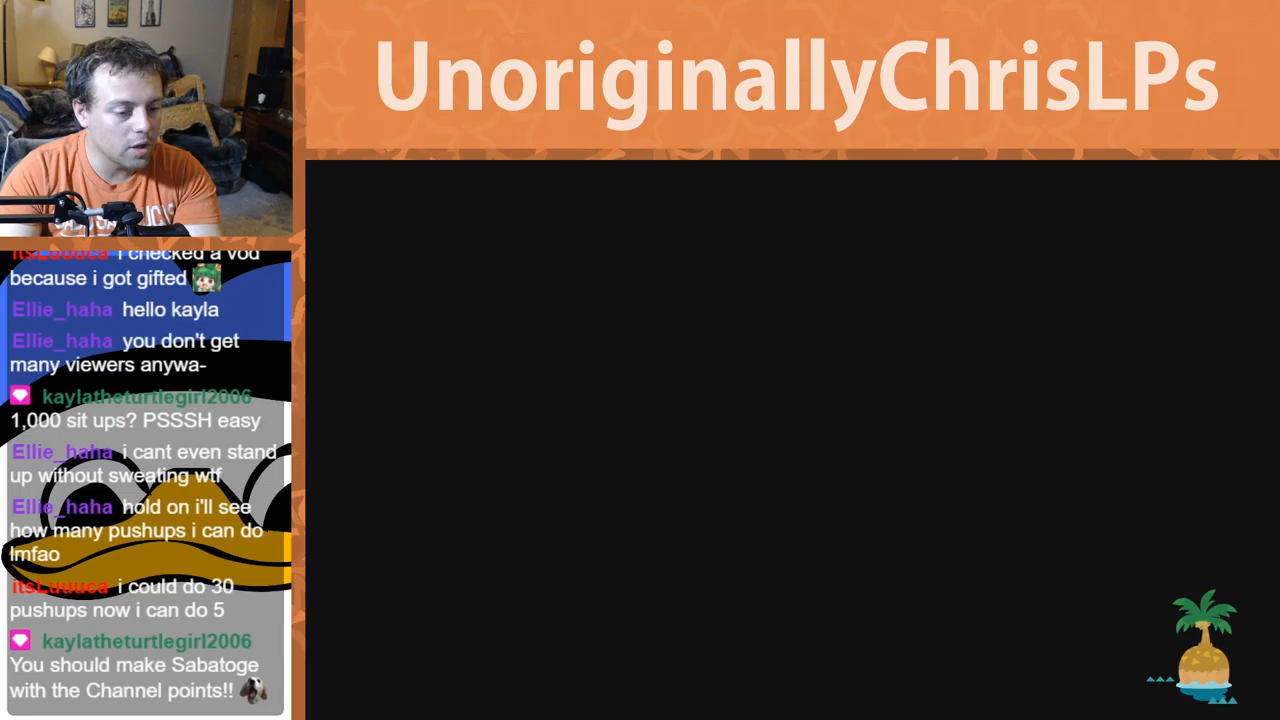 UnoriginallyChrisLPs
itsLuuuca i checked a vod
because i got gifted
Ellie_haha hello kayla
Ellie_haha you don't get
many viewers anywa-
kaylatheturtlegirl2006
1,000 sit ups? PSSSH easy
Ellie_haha i cant even stand
up without sweating wtf
Ellie_haha hold on i'll see
how many pushups i can do
lmfao
itsLuuuca i could do 30
pushups now i can do 5
kaylatheturtlegirl2006
You should make Sabatoge
with the Channel points!!